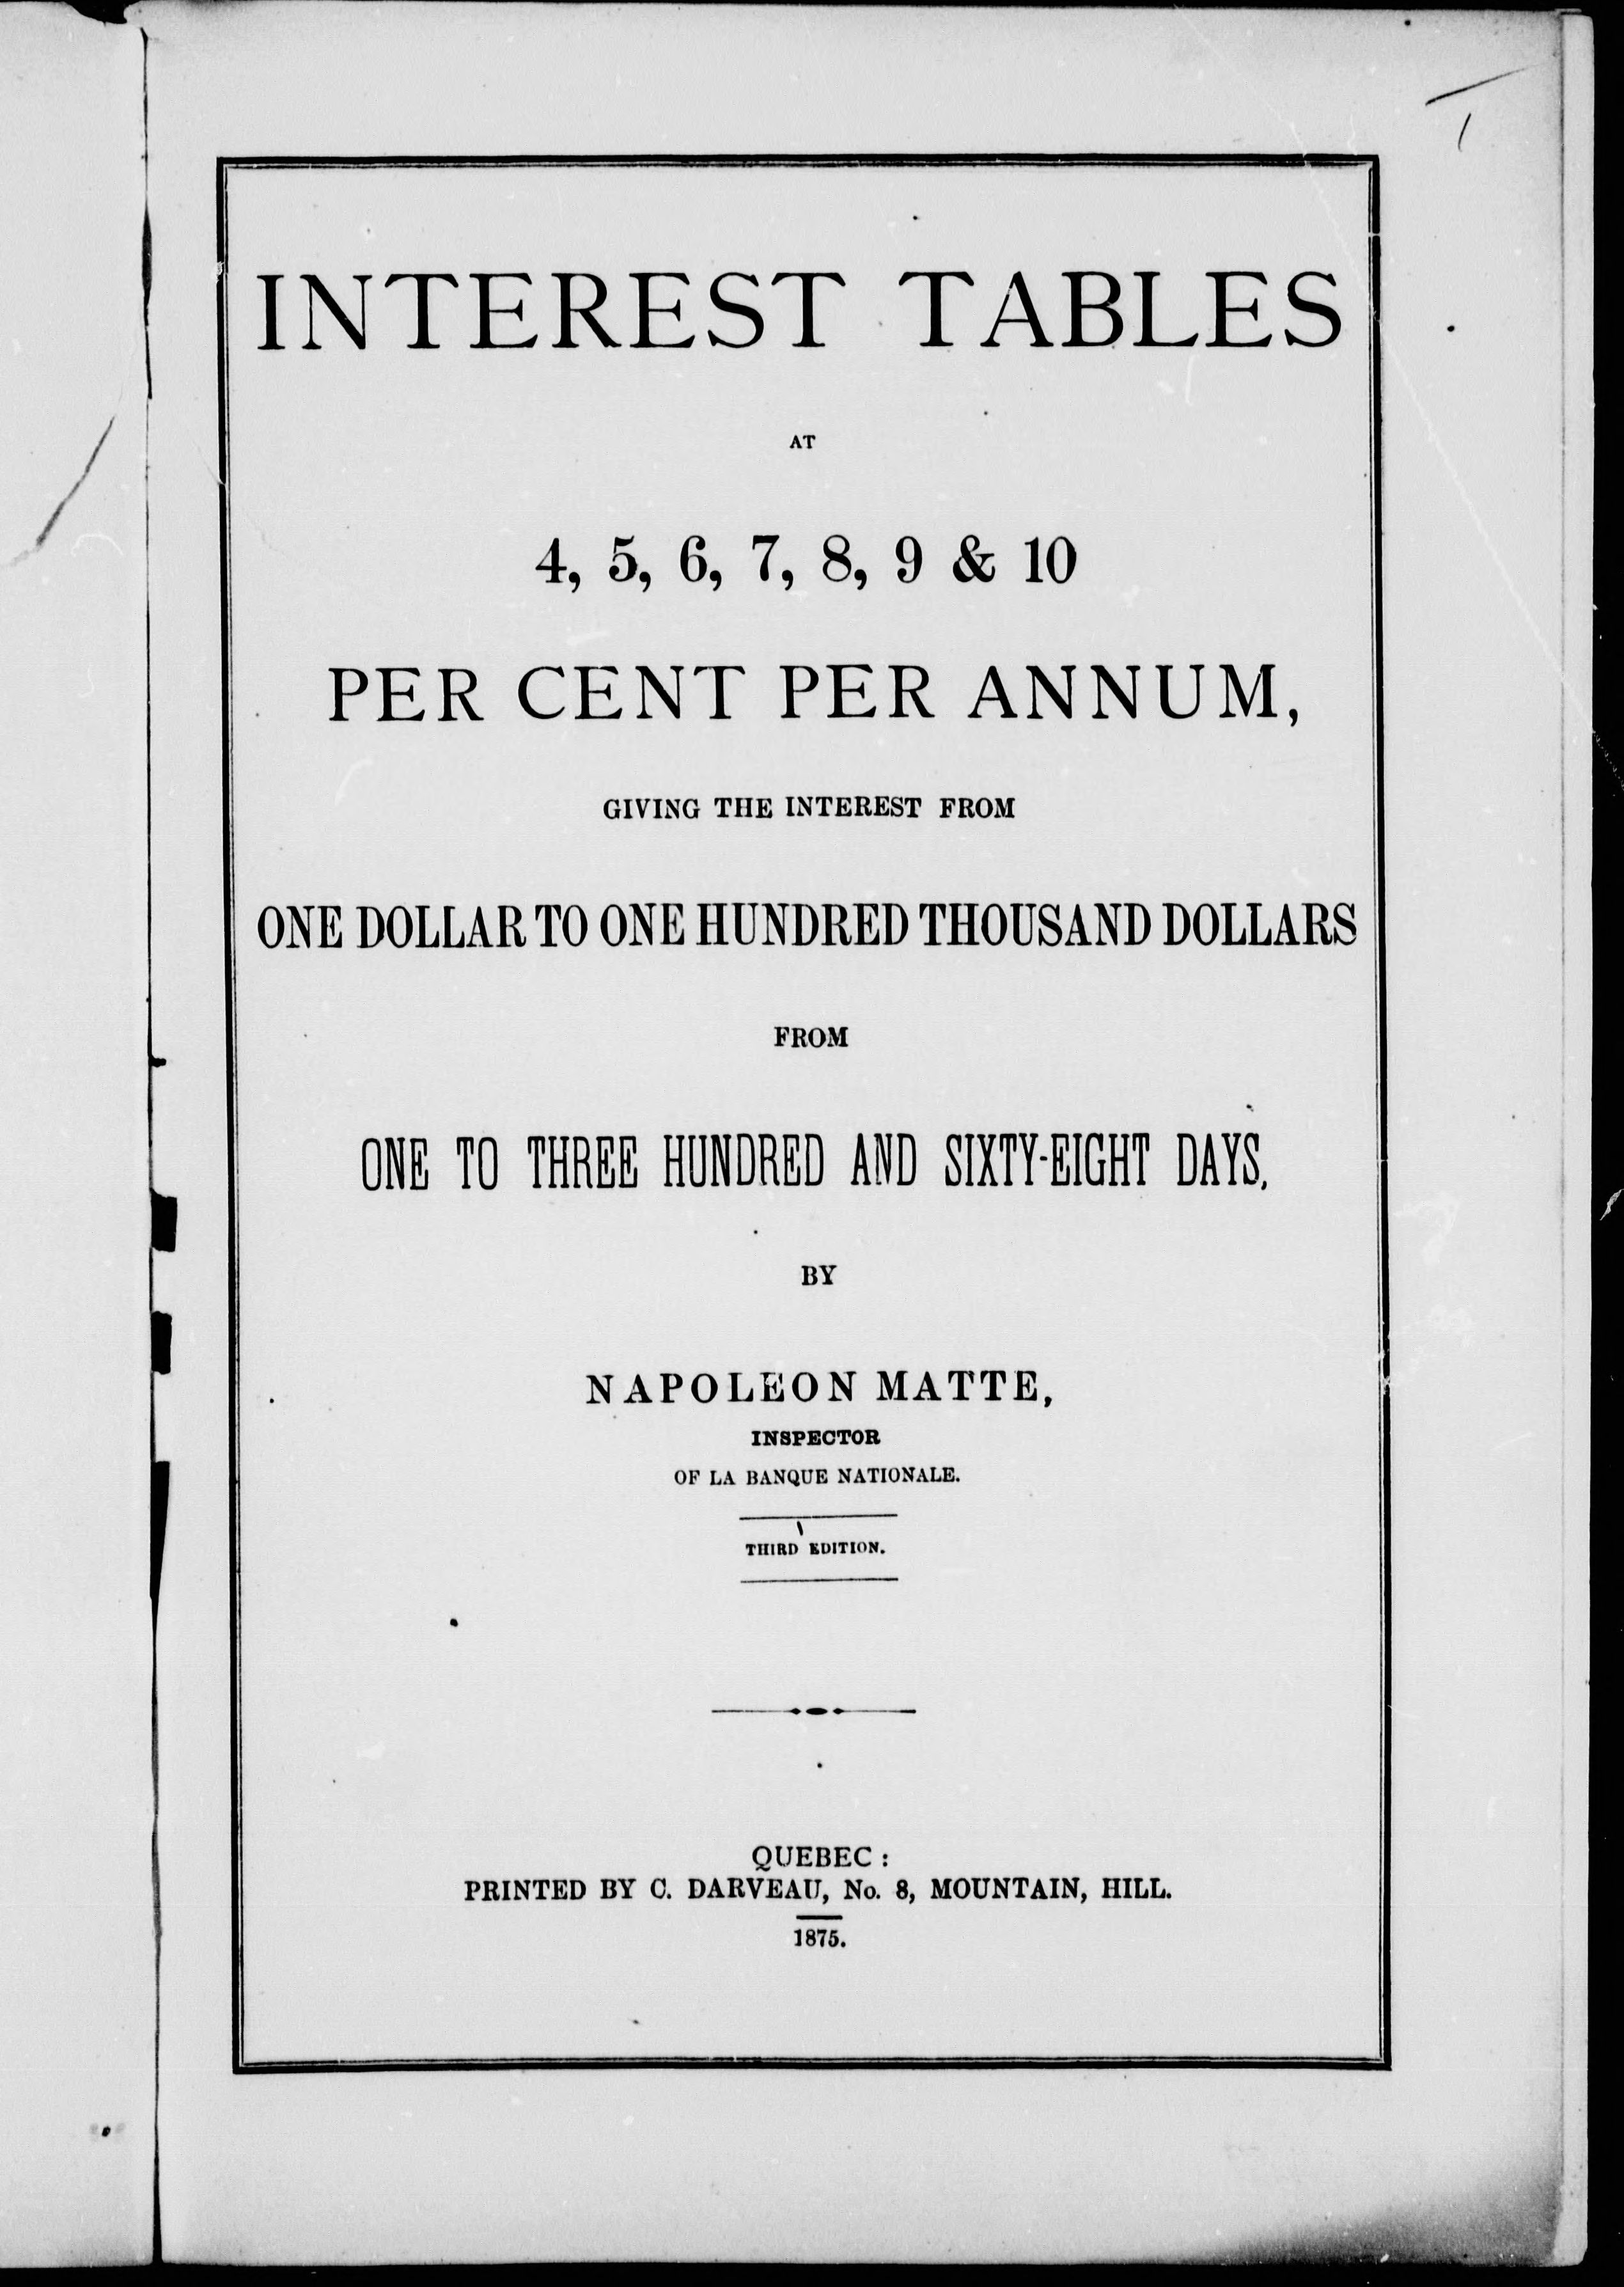 INTEREST TABLES
AT
4, 5, 6, 7, 8, 9 & 10
PER CENT PER ANNUM,
GIVING THE INTEREST FROM
ONE DOLLAR TO ONE HUNDRED THOUSAND DOLLARS
FROM
ONE TO THREE HUNDRED AND SIXTY-EIGHT DAYS,
BY
NAPOLEON MATTE,
INSPECTOR
OF LA BANQUE NATIONALE.
THIRD EDITION.
QUEBEC :
PRINTED BY C. DARVEAU, No. 8, MOUNTAIN, HILL.
1875.